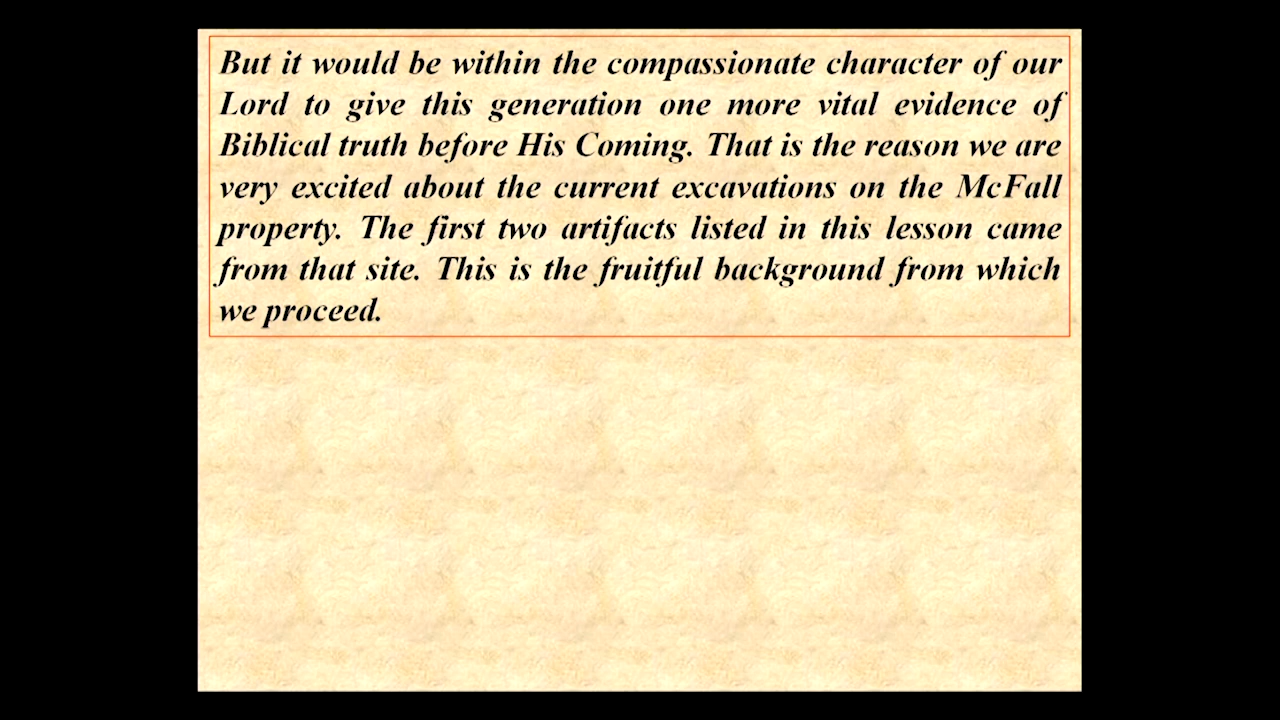 But it would be within the compassionate character of our
Lord to give this generation one more vital evidence of
Biblical truth before His Coming. That is the reason we are
very excited about the current excavations on the McFall
property. The first two artifacts listed in this lesson came
from that site. This is the fruitful background from which
we proceed.